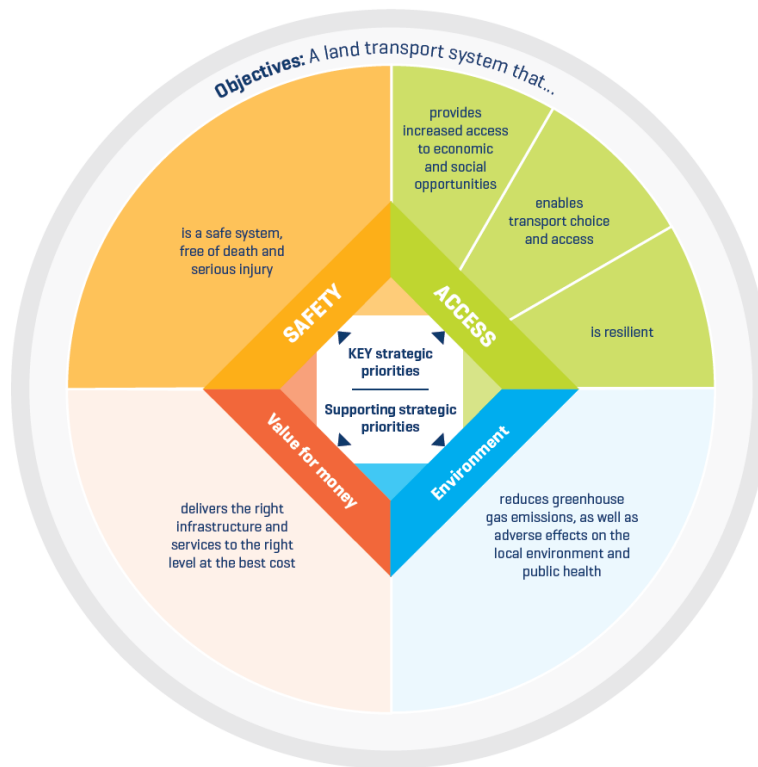 Objectives: A land transport system that...
provides
increased access
to economic
and social
opportunities
enables
transport choice
and access
is resilient
is a safe system,
free of death and
serious injury
SAFETY
ACCESS
KEY strategic
priorities
Supporting strategic
priorities
Value for money
Environment
delivers the right
infrastructure and
services to the right
level at the best cost
reduces greenhouse
gas emissions, as well as
adverse effects on the
local environment and
public health